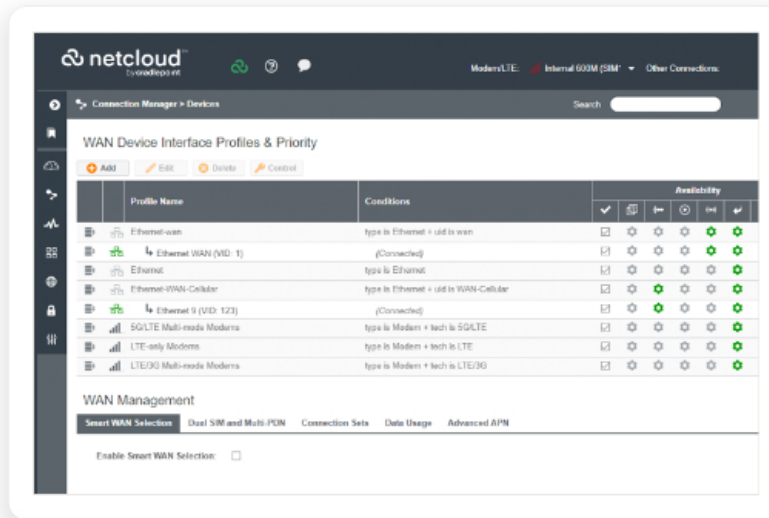 netcloud
by cradlepoint
Modem/LTE: Internal 600M (SIM* Other Connections:
Connection Manager > Devices
Search
WAN Device Interface Profiles & Priority
Add Edit Delete Control
Availability
Profile Name Conditions
Ethernet-wan type is Ethernet + uid is wan
Ethernet WAN (VID: 1) (Connected)
Ethernet type is Ethernet
Ethernet-WAN-Cellular type is Ethernet + uid is WAN-Cellular
Ethernet 9 (VID: 123) (Connected)
5G/LTE Multi-mode Modems type is Modem + tech is 5G/LTE
LTE-only Modems type is Modem + tech is LTE
LTE/3G Multi-mode Modems type is Modem + tech is LTE/3G
WAN Management
Smart WAN Selection Dual SIM and Multi-PDN Connection Sets Data Usage Advanced APN
Enable Smart WAN Selection: